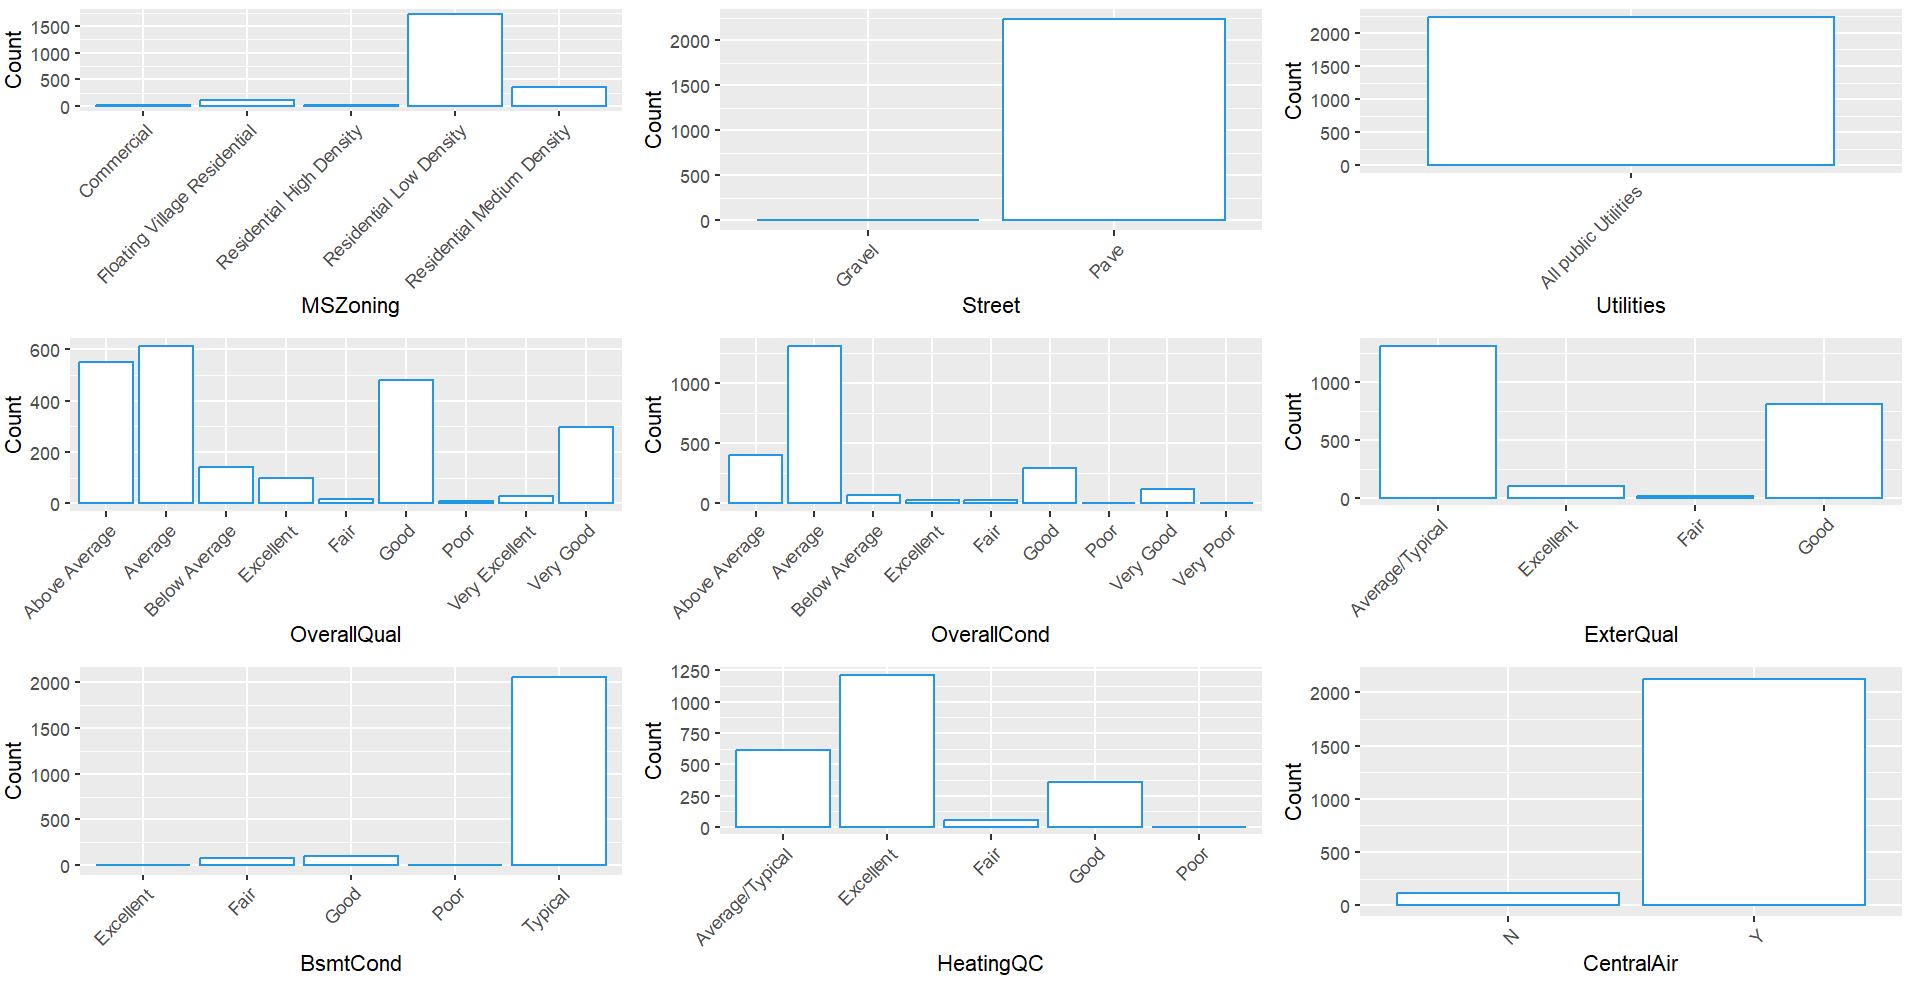 Count
1500
1000
500
0
Commercial
Floating Village Residential
Residential High Density
Residential Low Density
Residential Medium Density
MSZoning
Count
2000
1500
1000
500
0
Gravel
Pave
Street
Count
2000
1500
1000
500
0
All public Utilities
Utilities
Count
600
400
200
0
Above Average
Average
Below Average
Excellent
Fair
Good
Poor
Very Excellent
Very Good
OverallQual
Count
1000
500
0
Above Average
Average
Below Average
Excellent
Fair
Good
Poor
Very Good
Very Poor
OverallCond
Count
1000
500
0
Average/Typical
Excellent
Fair
Good
ExterQual
Count
2000
1500
1000
500
0
Excellent
Fair
Good
Poor
Typical
BsmtCond
Count
1250
1000
750
500
250
0
Average/Typical
Excellent
Fair
Good
Poor
HeatingQC
Count
2000
1500
1000
500
0
N
Y
CentralAir